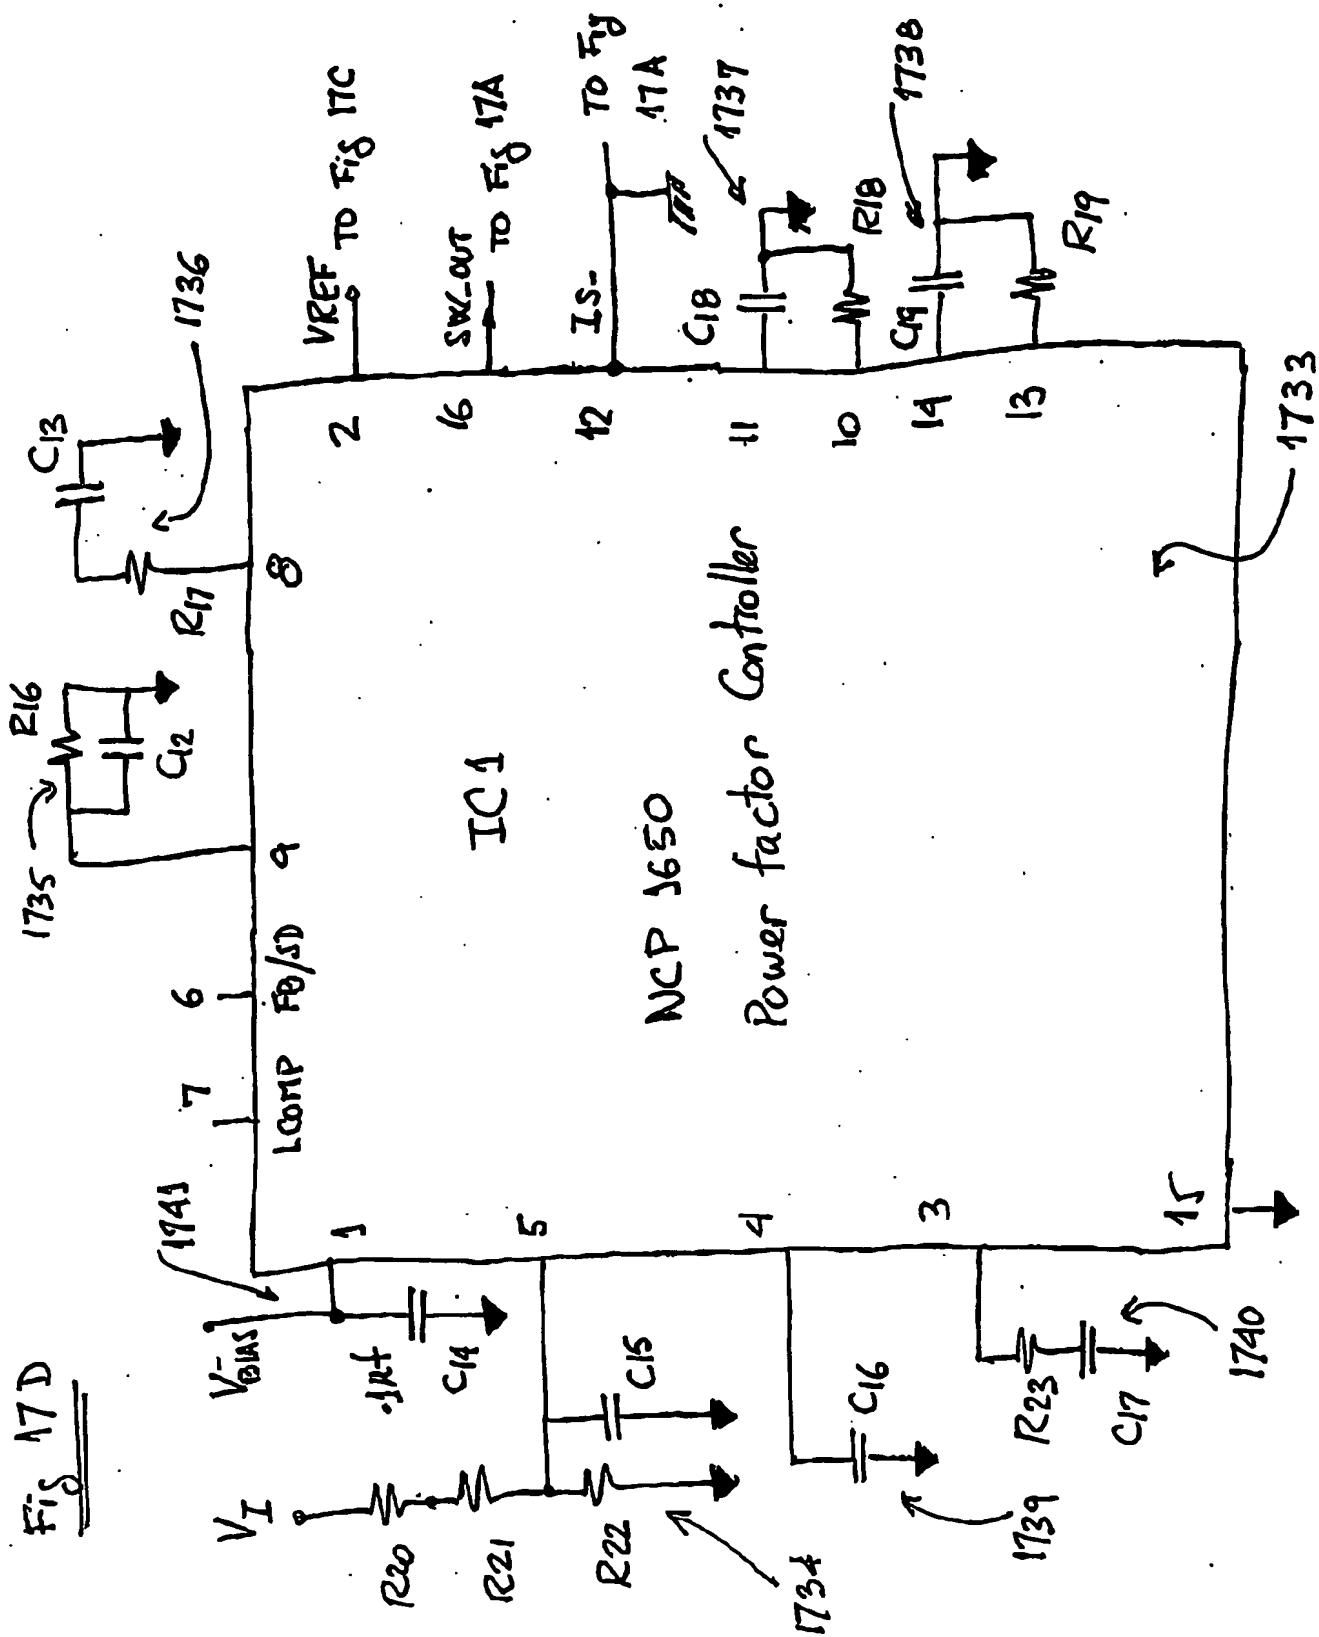 Fig 17D
1735
R16
C12
R17
C13
1736
7
6
LCOMP
FB/SD
9
8
1741
VBIAS
.1µf
C14
VI
R20
R21
R22
C15
1734
C16
1739
R23
C17
1740
1
5
4
3
15
IC1
NCP 1650
Power factor Controller
2
16
12
11
10
14
13
VREF TO Fig 17C
SW_OUT
TO Fig 17A
IS-
TO Fig
17A
C18
R18
1737
C19
R19
1738
1733